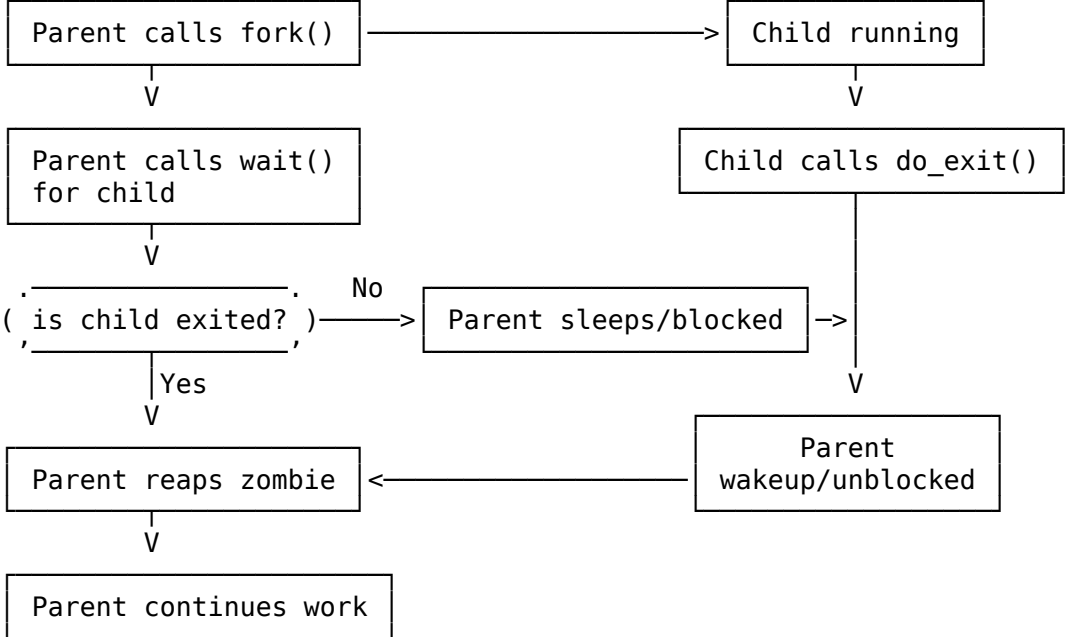 Parent calls fork()
Child running
Parent calls wait()
for child
Child calls do_exit()
No
is child exited?
Parent sleeps/blocked
Yes
Parent
wakeup/unblocked
Parent reaps zombie
Parent continues work